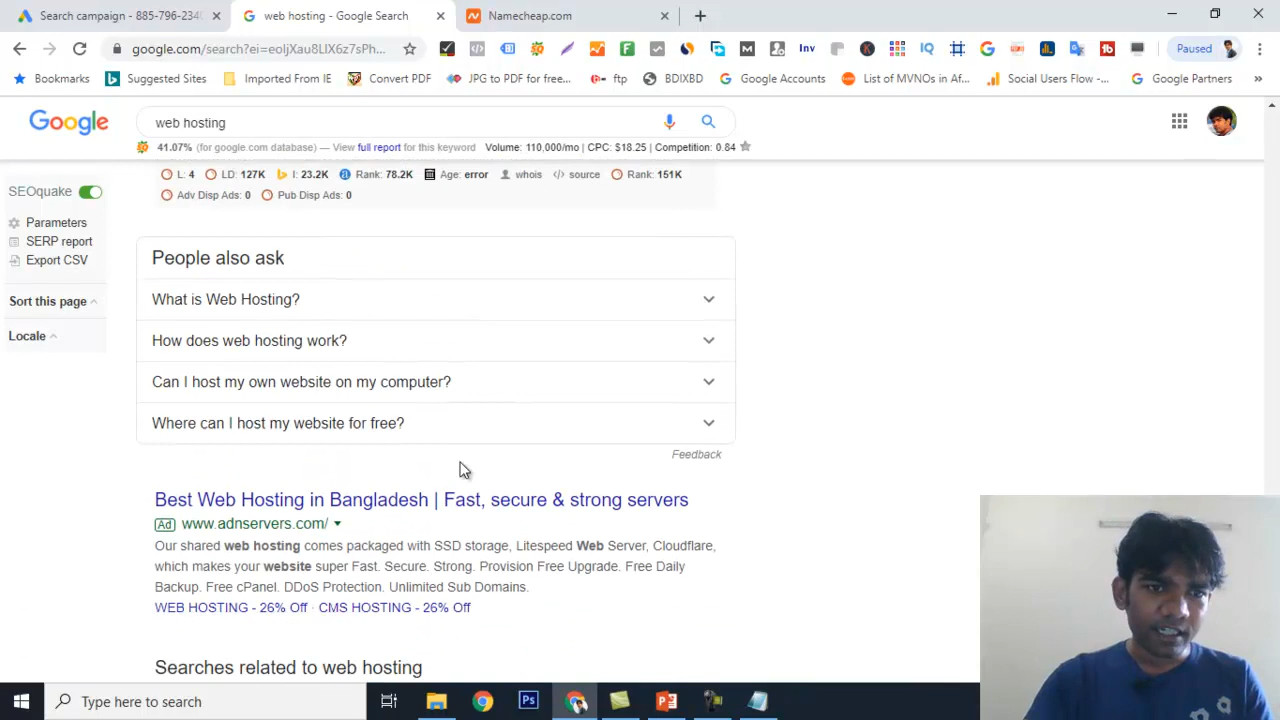 Search campaign - 885-796-234
web hosting - Google Search
Namecheap.com
google.com/search?ei=eoIjXau8LIX6z7sPh...
Inv
Paused
Bookmarks
Suggested Sites
Imported From IE
Convert PDF
JPG to PDF for free...
ftp
BDIXBD
Google Accounts
List of MVNOs in Af...
Social Users Flow -...
Google Partners
Google
web hosting
41.07% (for google.com database) — View full report for this keyword Volume: 110,000/mo | CPC: $18.25 | Competition: 0.84
L: 4 LD: 127K I: 23.2K Rank: 78.2K Age: error whois source Rank: 151K
Adv Disp Ads: 0 Pub Disp Ads: 0
SEOquake
Parameters
SERP report
Export CSV
Sort this page
Locale
People also ask
What is Web Hosting?
How does web hosting work?
Can I host my own website on my computer?
Where can I host my website for free?
Feedback
Best Web Hosting in Bangladesh | Fast, secure & strong servers
Ad www.adnservers.com/
Our shared web hosting comes packaged with SSD storage, Litespeed Web Server, Cloudflare,
which makes your website super Fast. Secure. Strong. Provision Free Upgrade. Free Daily
Backup. Free cPanel. DDoS Protection. Unlimited Sub Domains.
WEB HOSTING - 26% Off · CMS HOSTING - 26% Off
Searches related to web hosting
Type here to search